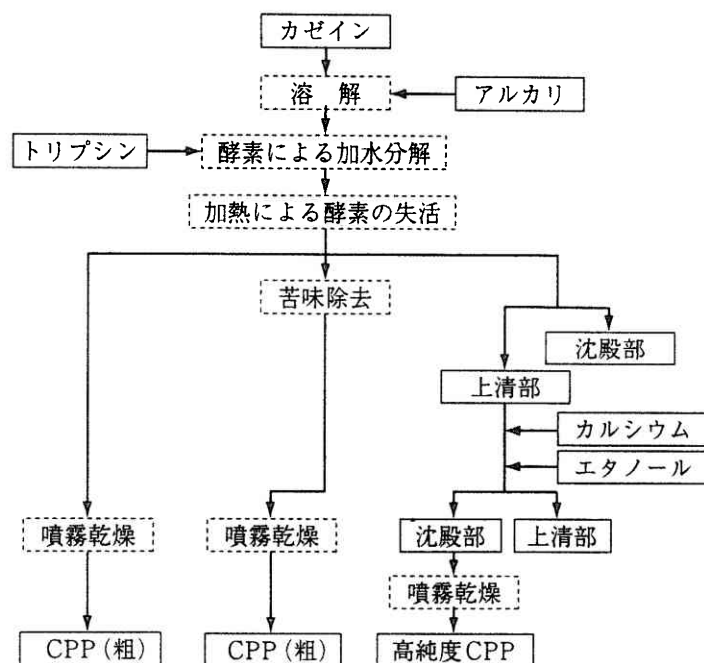 カゼイン
溶 解
アルカリ
トリプシン
酵素による加水分解
加熱による酵素の失活
苦味除去
沈殿部
上清部
カルシウム
エタノール
噴霧乾燥
噴霧乾燥
沈殿部
上清部
噴霧乾燥
CPP(粗)
CPP(粗)
高純度CPP